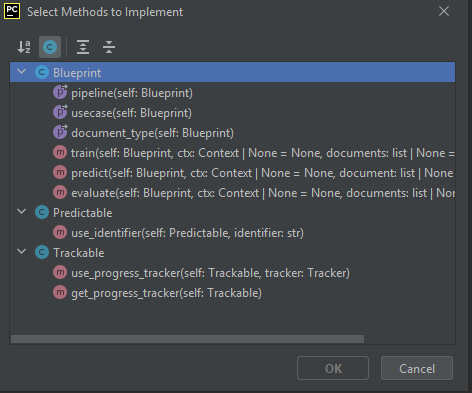 PC
Select Methods to Implement
a
z
C
C Blueprint
p pipeline(self: Blueprint)
p usecase(self: Blueprint)
p document_type(self: Blueprint)
m train(self: Blueprint, ctx: Context | None = None, documents: list | None =
m predict(self: Blueprint, ctx: Context | None = None, documents: list | None
m evaluate(self: Blueprint, ctx: Context | None = None, documents: list | Non
C Predictable
m use_identifier(self: Predictable, identifier: str)
C Trackable
m use_progress_tracker(self: Trackable, tracker: Tracker)
m get_progress_tracker(self: Trackable)
OK
Cancel